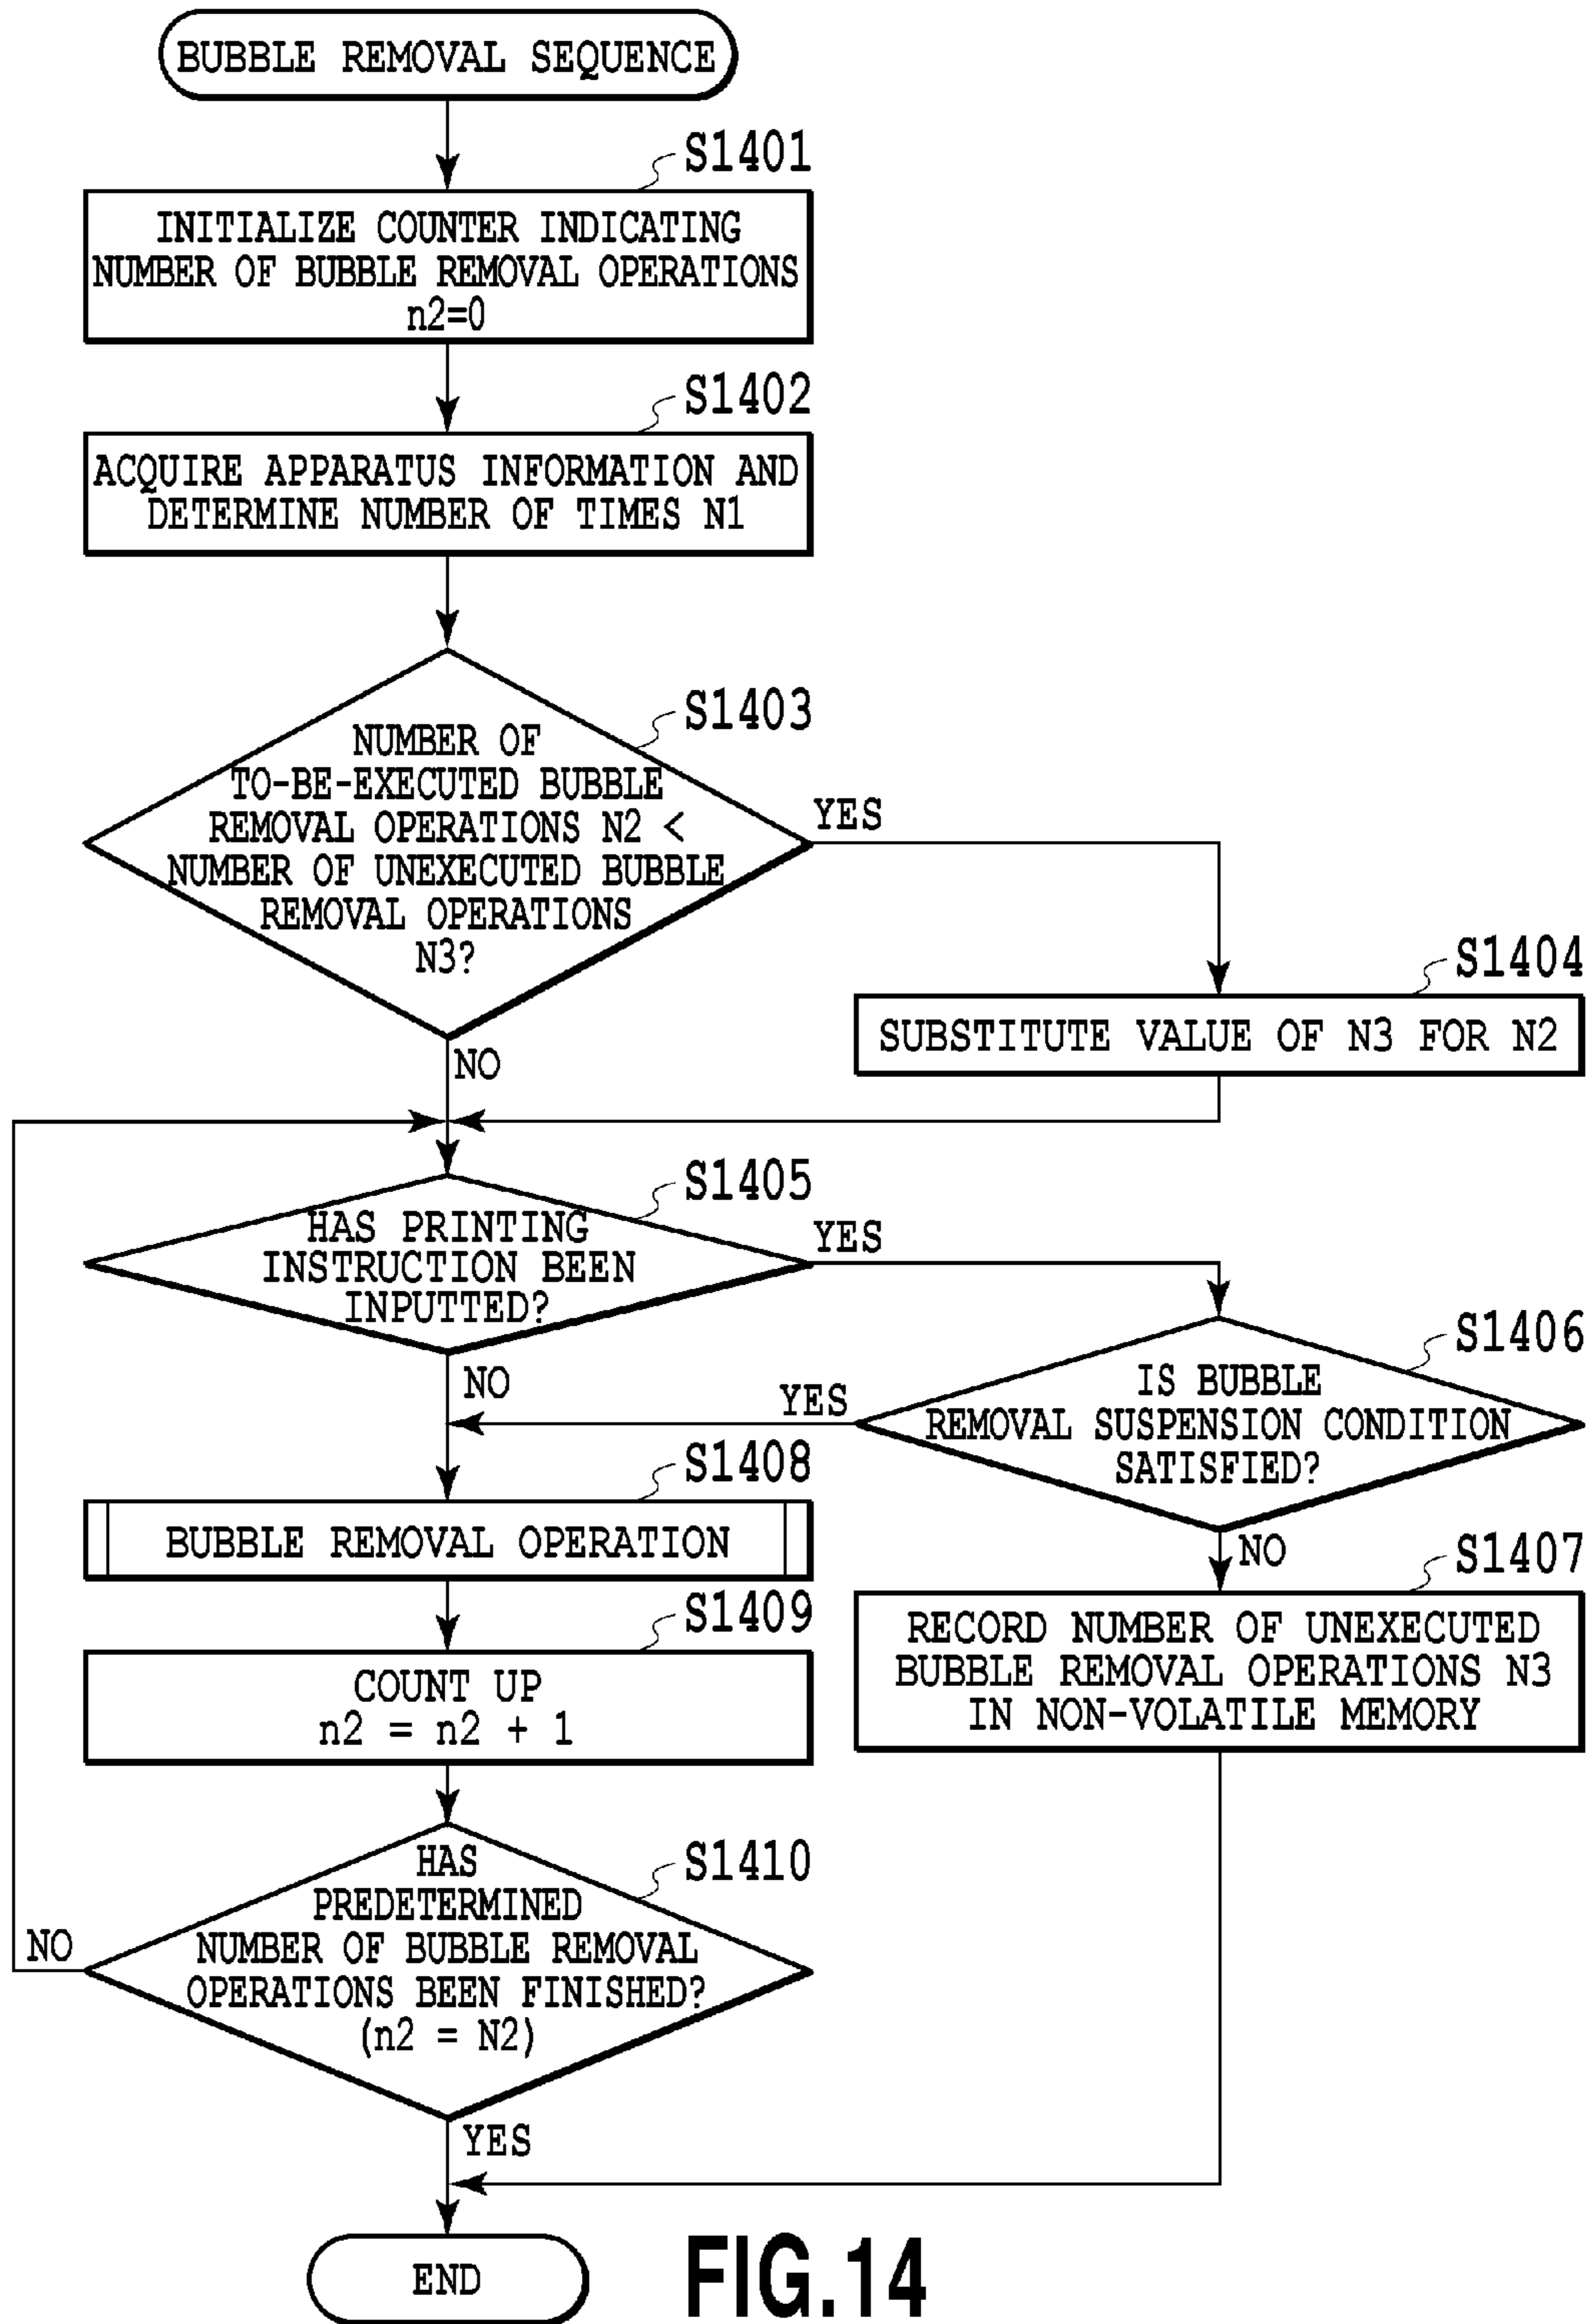 BUBBLE REMOVAL SEQUENCE
S1401
INITIALIZE COUNTER INDICATING
NUMBER OF BUBBLE REMOVAL OPERATIONS
n2=0
S1402
ACQUIRE APPARATUS INFORMATION AND
DETERMINE NUMBER OF TIMES N1
S1403
NUMBER OF
TO-BE-EXECUTED BUBBLE
REMOVAL OPERATIONS N2 <
NUMBER OF UNEXECUTED BUBBLE
REMOVAL OPERATIONS
N3?
YES
NO
S1404
SUBSTITUTE VALUE OF N3 FOR N2
S1405
HAS PRINTING
INSTRUCTION BEEN
INPUTTED?
YES
NO
S1406
IS BUBBLE
REMOVAL SUSPENSION CONDITION
SATISFIED?
YES
NO
S1407
RECORD NUMBER OF UNEXECUTED
BUBBLE REMOVAL OPERATIONS N3
IN NON-VOLATILE MEMORY
S1408
BUBBLE REMOVAL OPERATION
S1409
COUNT UP
n2 = n2 + 1
S1410
HAS
PREDETERMINED
NUMBER OF BUBBLE REMOVAL
OPERATIONS BEEN FINISHED?
(n2 = N2)
NO
YES
END
FIG.14